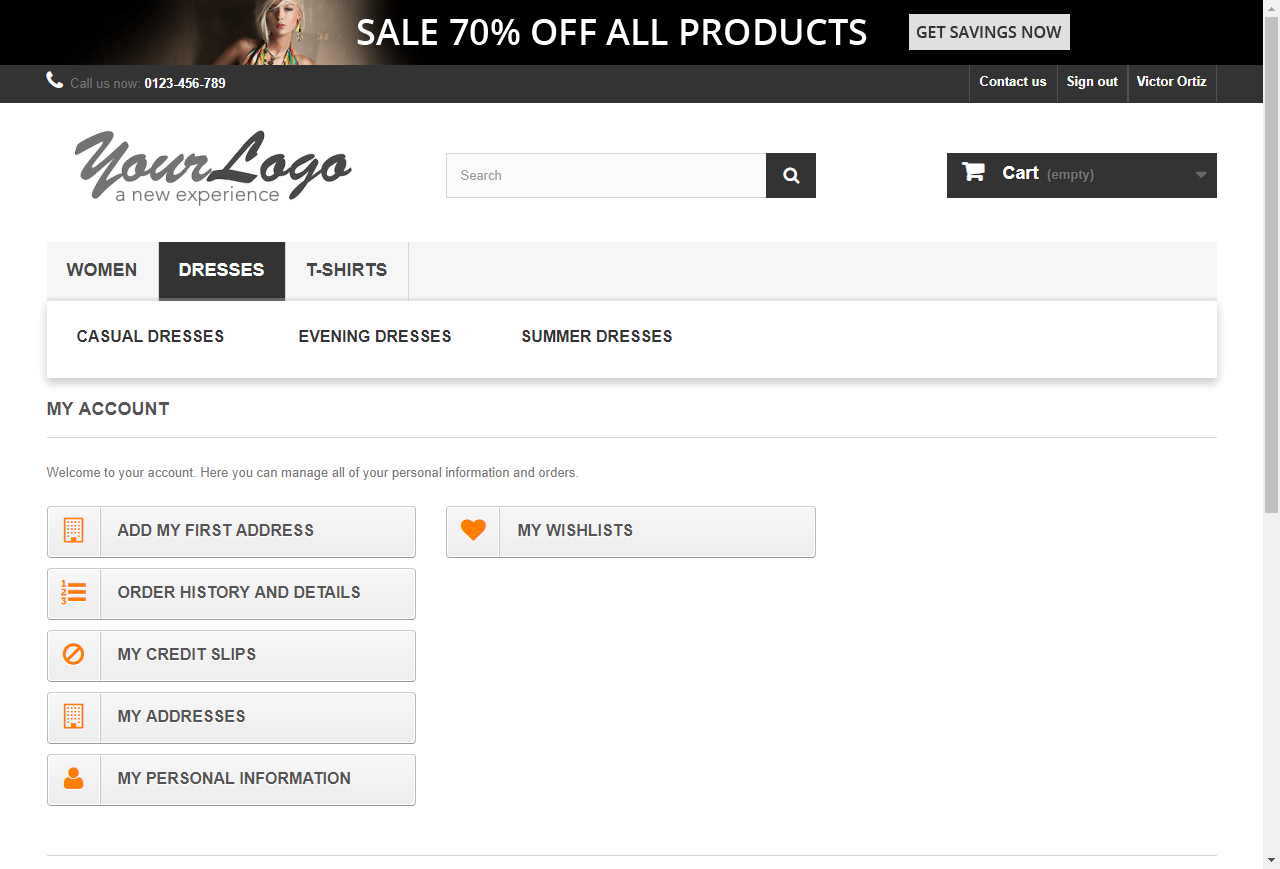 SALE 70% OFF ALL PRODUCTS GET SAVINGS NOW
Call us now: 0123-456-789 Contact us Sign out Victor Ortiz
Your Logo
a new experience
Search
Cart (empty)
WOMEN DRESSES T-SHIRTS
CASUAL DRESSES EVENING DRESSES SUMMER DRESSES
MY ACCOUNT
Welcome to your account. Here you can manage all of your personal information and orders.
ADD MY FIRST ADDRESS
ORDER HISTORY AND DETAILS
MY CREDIT SLIPS
MY ADDRESSES
MY PERSONAL INFORMATION
MY WISHLISTS